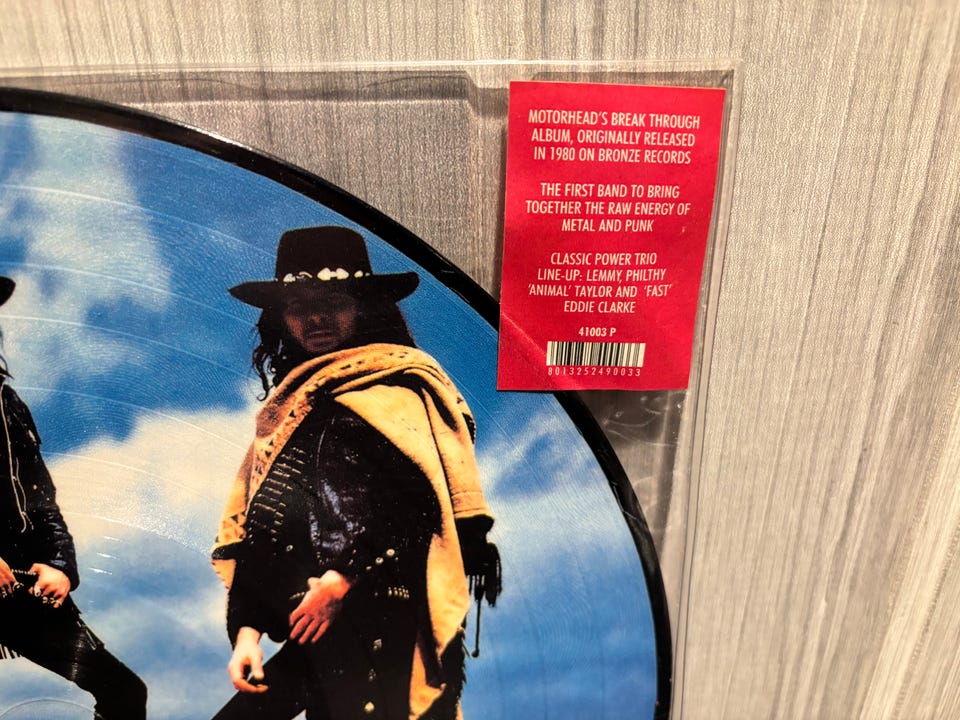 MOTORHEAD'S BREAK THROUGH
ALBUM, ORIGINALLY RELEASED
IN 1980 ON BRONZE RECORDS
THE FIRST BAND TO BRING
TOGETHER THE RAW ENERGY OF
METAL AND PUNK
CLASSIC POWER TRIO
LINE-UP: LEMMY, PHILTHY
'ANIMAL' TAYLOR AND 'FAST'
EDDIE CLARKE
41003 P
8013252490033